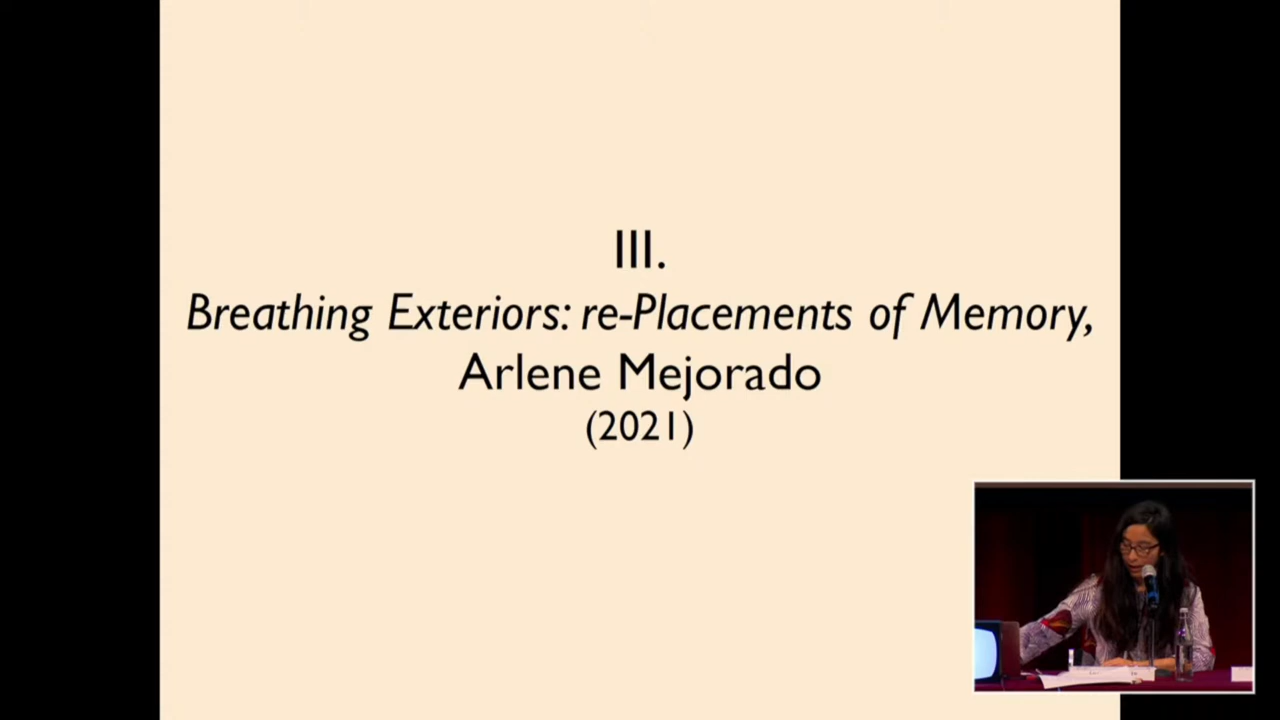 III.
Breathing Exteriors: re-Placements of Memory,
Arlene Mejorado
(2021)